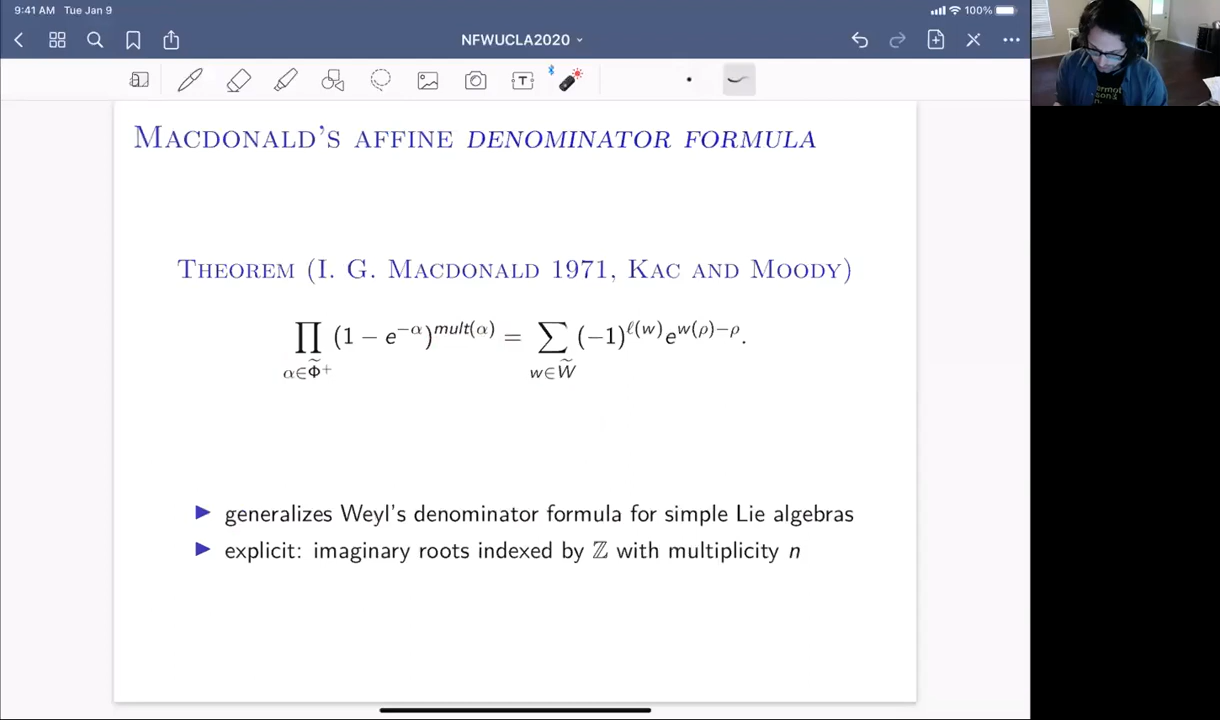 9:41 AM Tue Jan 9
100%
NFWUCLA2020
T
MACDONALD'S AFFINE DENOMINATOR FORMULA
THEOREM (I. G. MACDONALD 1971, KAC AND MOODY)
∏_{α∈Φ̃⁺} (1 − e^{−α})^{mult(α)} = ∑_{w∈W̃} (−1)^{ℓ(w)} e^{w(ρ)−ρ}.
▶ generalizes Weyl's denominator formula for simple Lie algebras
▶ explicit: imaginary roots indexed by ℤ with multiplicity n